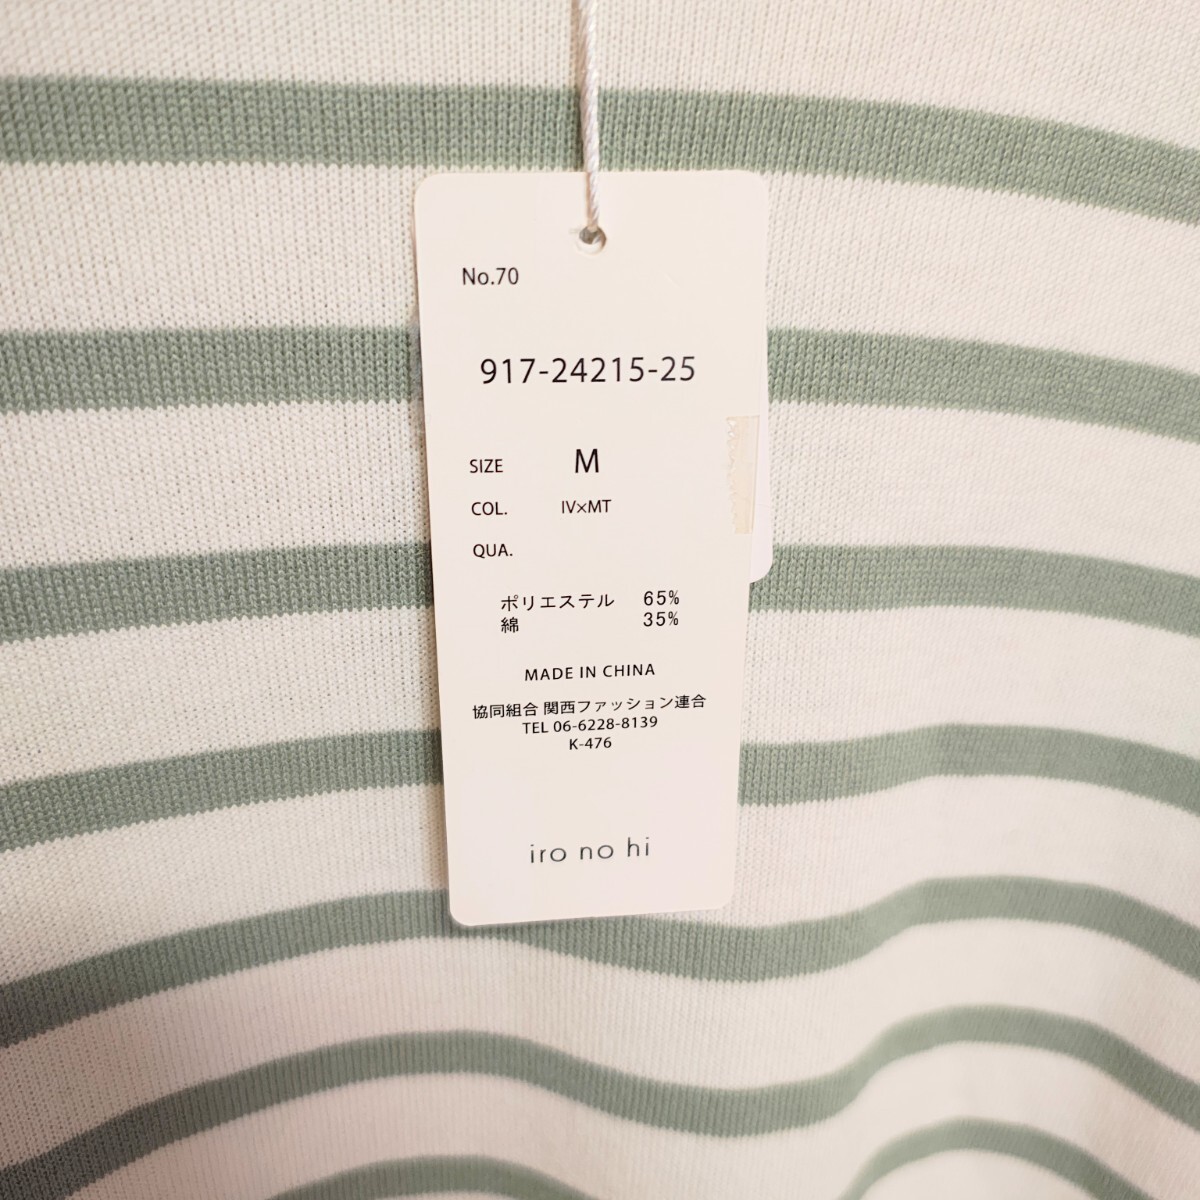 No.70
917-24215-25
SIZE M
COL. IV×MT
QUA.
ポリエステル 65%
綿 35%
MADE IN CHINA
協同組合 関西ファッション連合
TEL 06-6228-8139
K-476
iro no hi